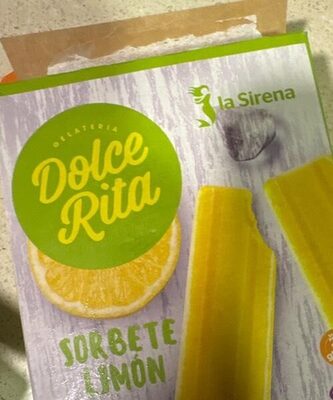 GELATERIA
Dolce
Rita
la Sirena
SORBETE
LIMÓN